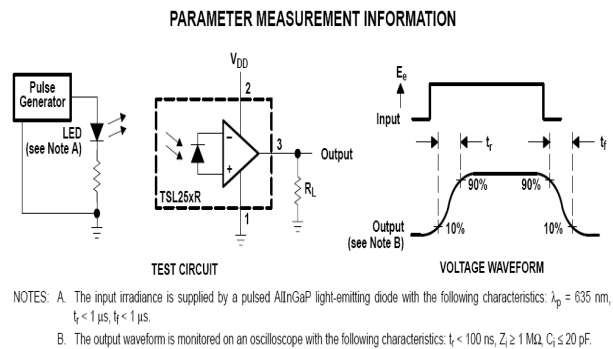 PARAMETER MEASUREMENT INFORMATION
Pulse
Generator
LED
(see Note A)
VDD
2
3
Output
RL
TSL25xR
1
TEST CIRCUIT
Ee
Input
tr
tf
90%
90%
Output
(see Note B)
10%
10%
VOLTAGE WAVEFORM
NOTES: A. The input irradiance is supplied by a pulsed AlInGaP light-emitting diode with the following characteristics: λp = 635 nm,
tr < 1 µs, tf < 1 µs.
B. The output waveform is monitored on an oscilloscope with the following characteristics: tr < 100 ns, Zi ≥ 1 MΩ, Ci ≤ 20 pF.